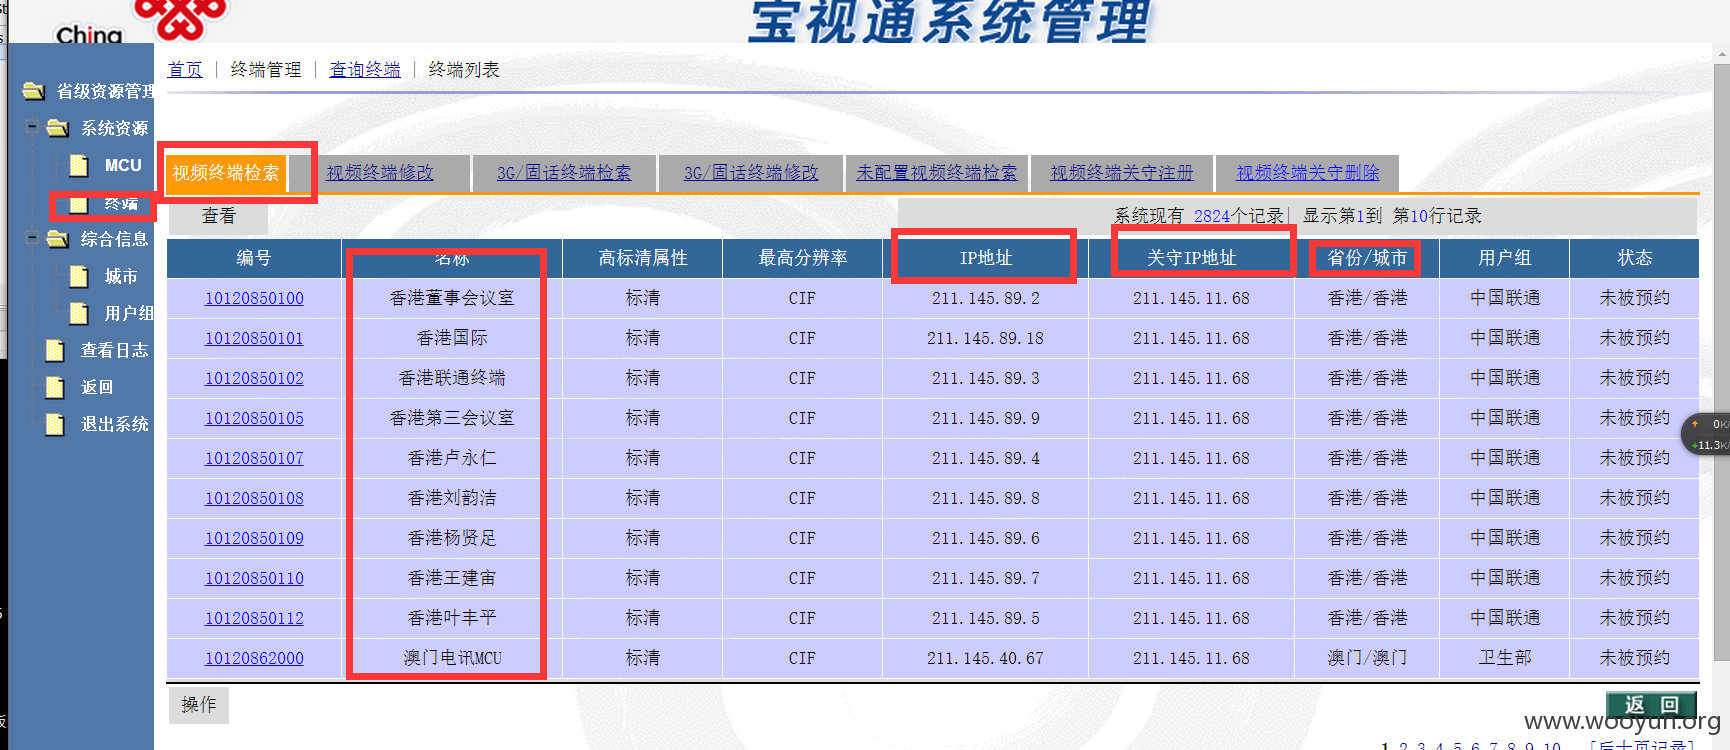 China
宝视通系统管理
首页 | 终端管理 | 查询终端 | 终端列表
省级资源管理
系统资源
MCU
终端
综合信息
城市
用户组
查看日志
返回
退出系统
视频终端检索 视频终端修改 3G/固话终端检索 3G/固话终端修改 未配置视频终端检索 视频终端关守注册 视频终端关守删除
查看 系统现有 2824个记录| 显示第1到 第10行记录
编号 名称 高标清属性 最高分辨率 IP地址 关守IP地址 省份/城市 用户组 状态
10120850100 香港董事会议室 标清 CIF 211.145.89.2 211.145.11.68 香港/香港 中国联通 未被预约
10120850101 香港国际 标清 CIF 211.145.89.18 211.145.11.68 香港/香港 中国联通 未被预约
10120850102 香港联通终端 标清 CIF 211.145.89.3 211.145.11.68 香港/香港 中国联通 未被预约
10120850105 香港第三会议室 标清 CIF 211.145.89.9 211.145.11.68 香港/香港 中国联通 未被预约
10120850107 香港卢永仁 标清 CIF 211.145.89.4 211.145.11.68 香港/香港 中国联通 未被预约
10120850108 香港刘韵洁 标清 CIF 211.145.89.8 211.145.11.68 香港/香港 中国联通 未被预约
10120850109 香港杨贤足 标清 CIF 211.145.89.6 211.145.11.68 香港/香港 中国联通 未被预约
10120850110 香港王建宙 标清 CIF 211.145.89.7 211.145.11.68 香港/香港 中国联通 未被预约
10120850112 香港叶丰平 标清 CIF 211.145.89.5 211.145.11.68 香港/香港 中国联通 未被预约
10120862000 澳门电讯MCU 标清 CIF 211.145.40.67 211.145.11.68 澳门/澳门 卫生部 未被预约
操作
返 回
www.wooyun.org
1 2 3 4 5 6 7 8 9 10 [后十页记录]
0K/
11.3K/